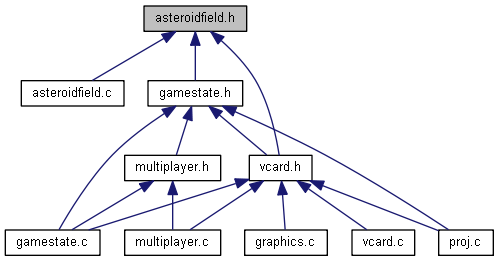 asteroidfield.h
asteroidfield.c
gamestate.h
multiplayer.h
vcard.h
gamestate.c
multiplayer.c
graphics.c
vcard.c
proj.c